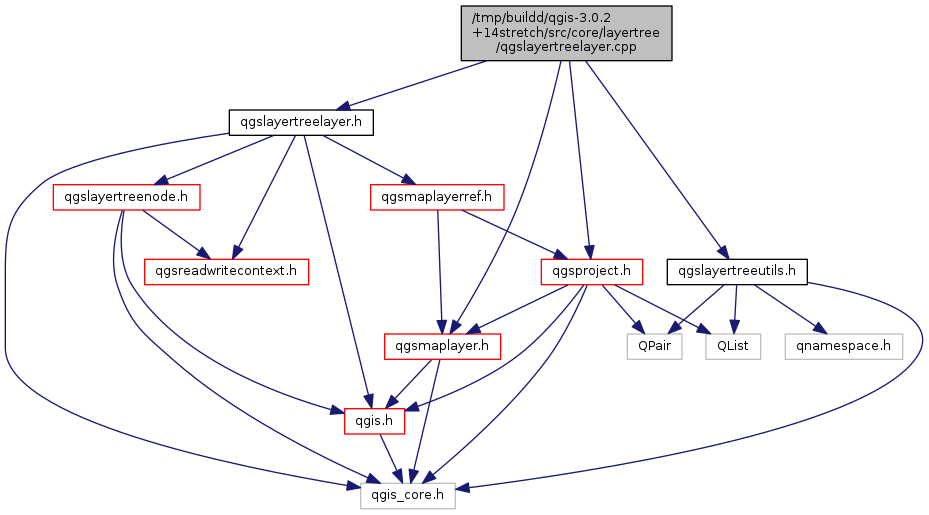 /tmp/buildd/qgis-3.0.2
+14stretch/src/core/layertree
/qgslayertreelayer.cpp
qgslayertreelayer.h
qgslayertreenode.h
qgsmaplayerref.h
qgsreadwritecontext.h
qgsproject.h
qgslayertreeutils.h
qgsmaplayer.h
QPair
QList
qnamespace.h
qgis.h
qgis_core.h